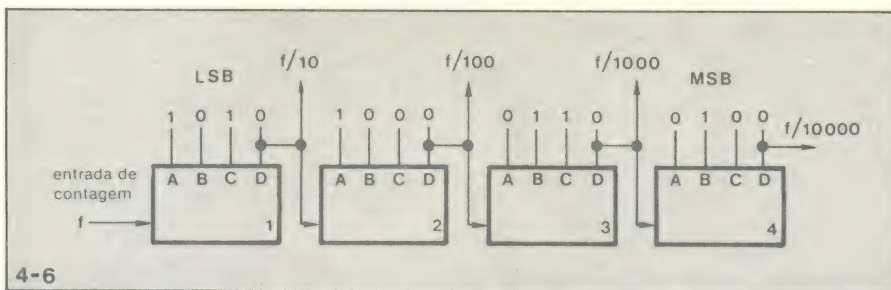 f/10 f/100 f/1000
LSB MSB
1 0 1 0 1 0 0 0 0 1 1 0 0 1 0 0
f/10000
A B C D A B C D A B C D A B C D
entrada de
contagem
f 1 2 3 4
4-6